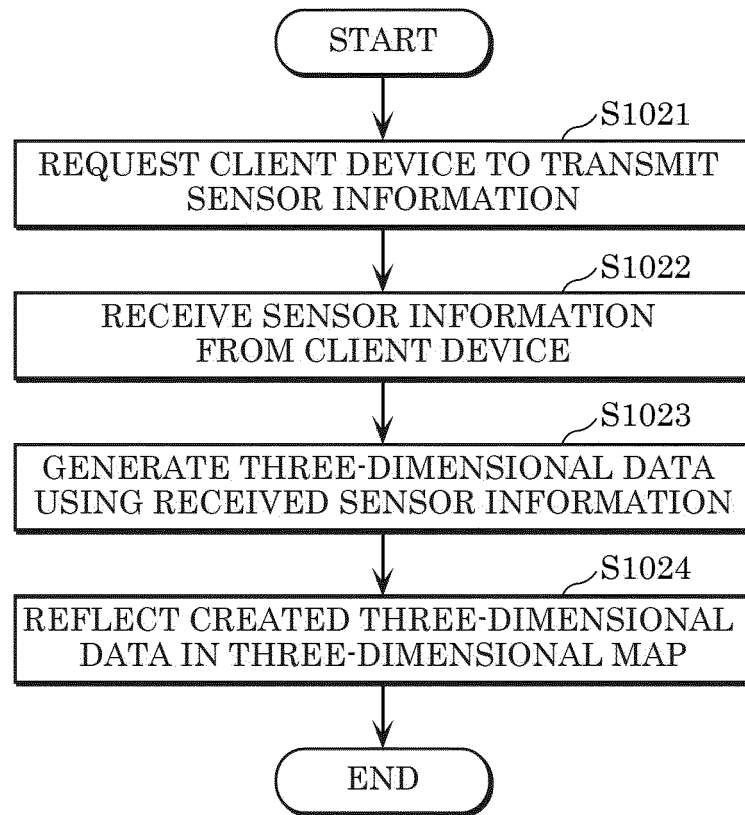 START
S1021
REQUEST CLIENT DEVICE TO TRANSMIT
SENSOR INFORMATION
S1022
RECEIVE SENSOR INFORMATION
FROM CLIENT DEVICE
S1023
GENERATE THREE-DIMENSIONAL DATA
USING RECEIVED SENSOR INFORMATION
S1024
REFLECT CREATED THREE-DIMENSIONAL
DATA IN THREE-DIMENSIONAL MAP
END